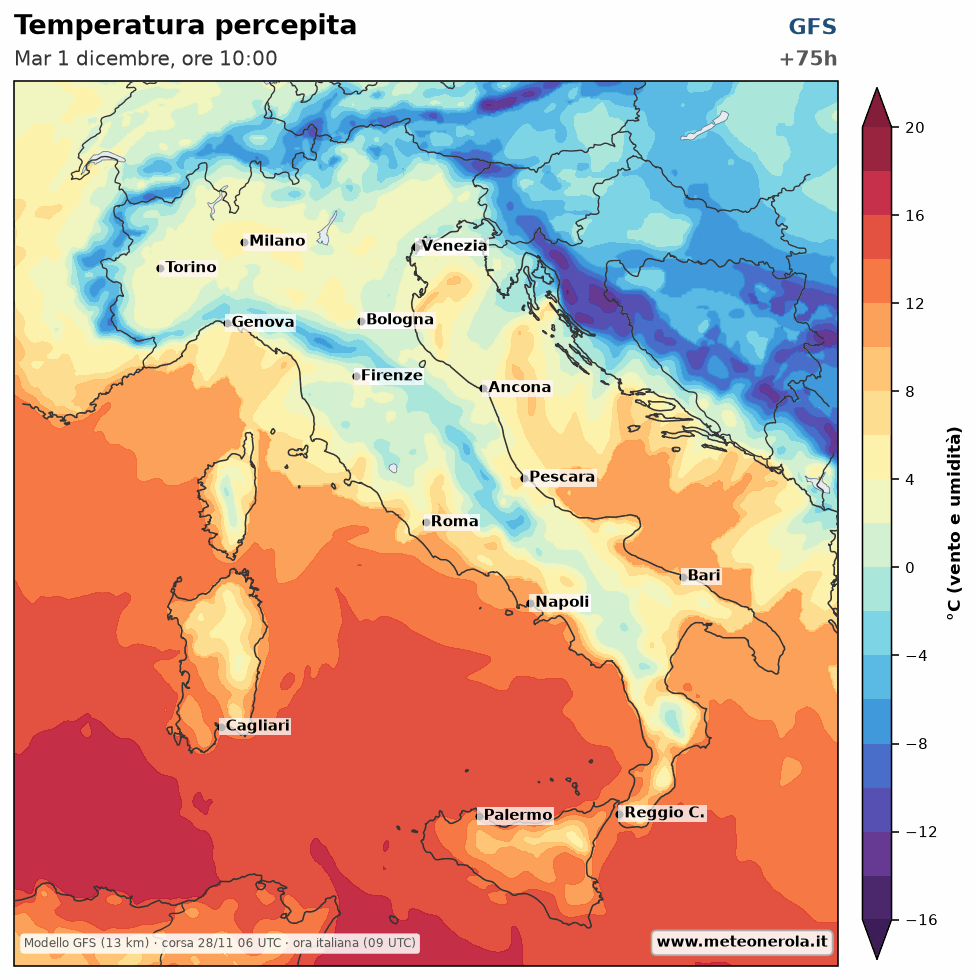 Temperatura percepita
GFS
Mar 1 dicembre, ore 10:00
+75h
20
16
12
8
4
0
−4
−8
−12
−16
°C (vento e umidità)
Milano
Venezia
Torino
Genova
Bologna
Firenze
Ancona
Pescara
Roma
Bari
Napoli
Cagliari
Palermo
Reggio C.
Modello GFS (13 km) · corsa 28/11 06 UTC · ora italiana (09 UTC)
www.meteonerola.it